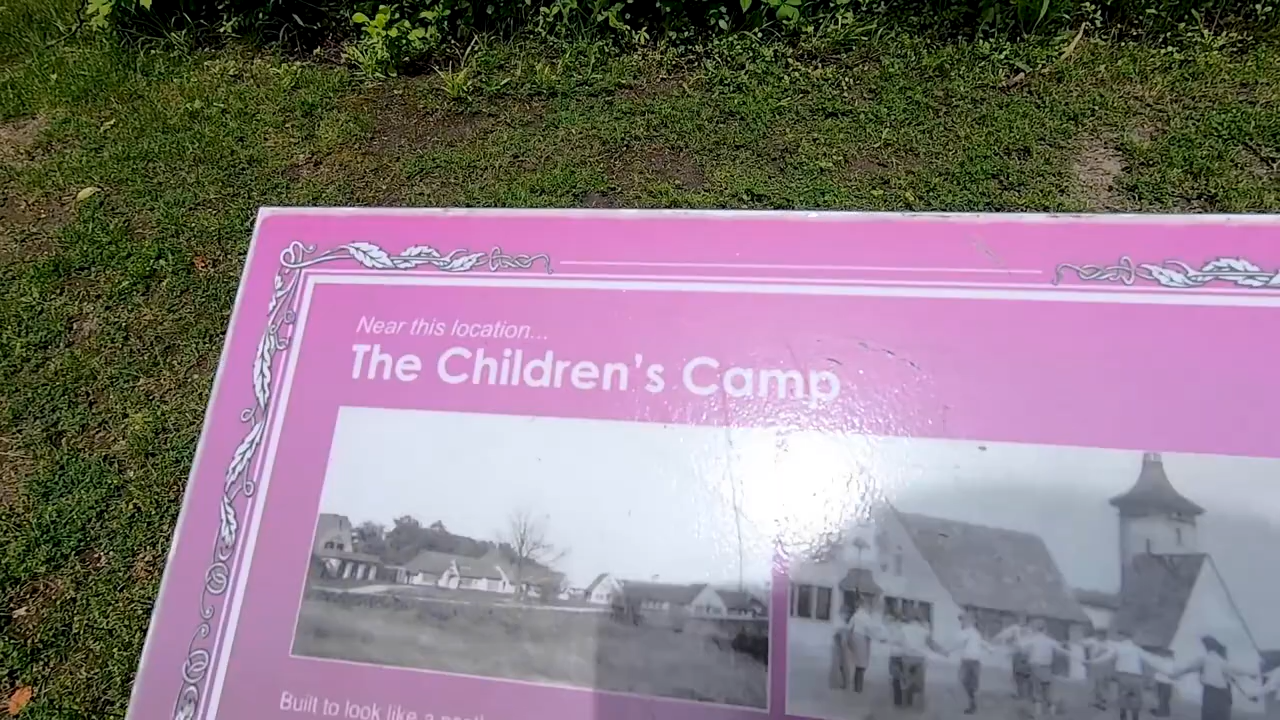 Near this location...
The Children's Camp
Built to look like a